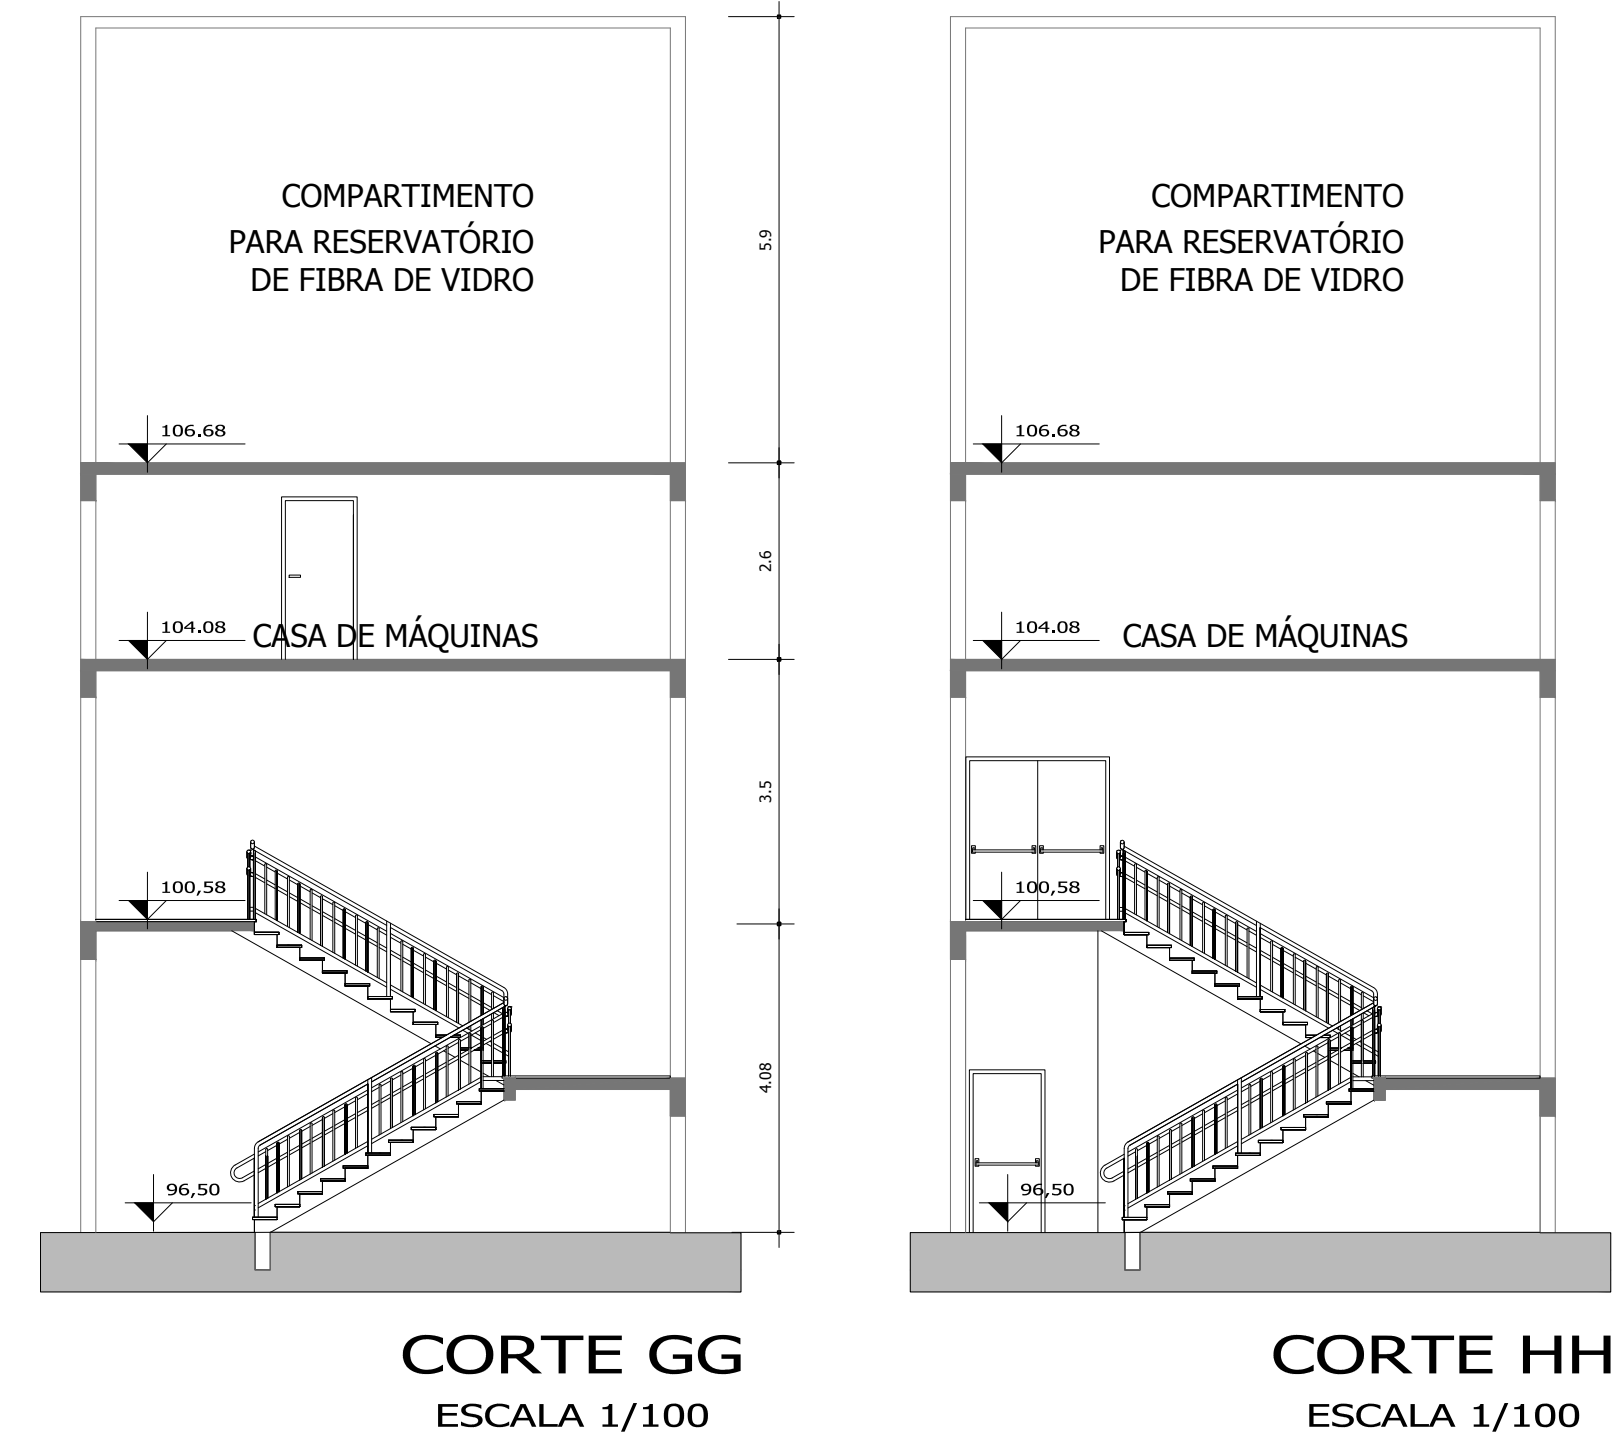 COMPARTIMENTO
PARA RESERVATÓRIO
DE FIBRA DE VIDRO
106.68
104.08
CASA DE MÁQUINAS
100,58
96,50
5.9
2.6
3.5
4.08
CORTE GG
ESCALA 1/100
COMPARTIMENTO
PARA RESERVATÓRIO
DE FIBRA DE VIDRO
106.68
104.08
CASA DE MÁQUINAS
100,58
96,50
CORTE HH
ESCALA 1/100